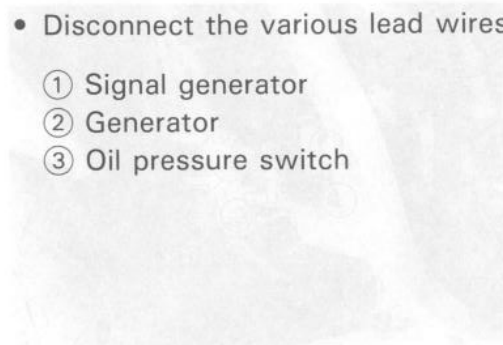 • Disconnect the various lead wires
① Signal generator
② Generator
③ Oil pressure switch